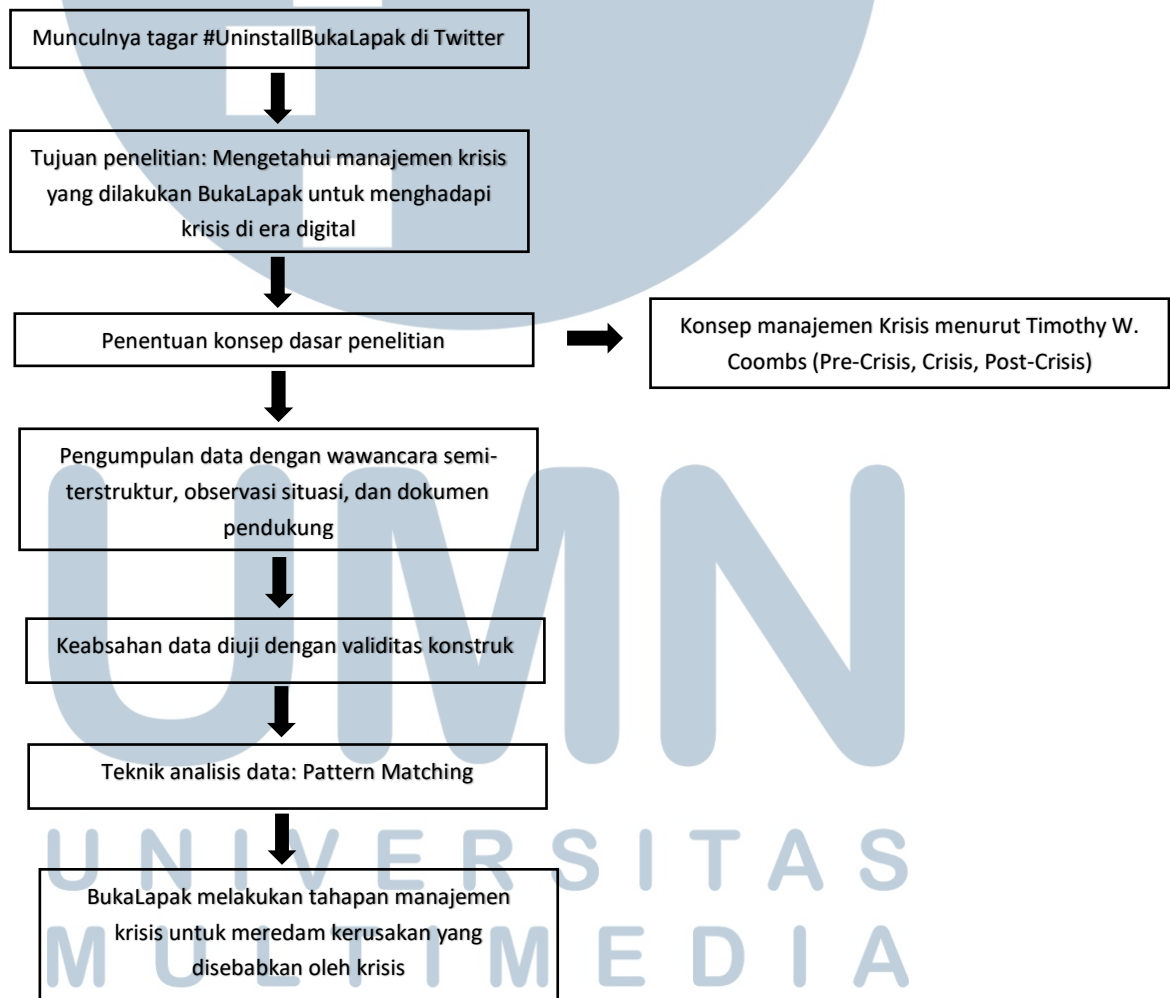 Munculnya tagar #UninstallBukaLapak di Twitter
Tujuan penelitian: Mengetahui manajemen krisis
yang dilakukan BukaLapak untuk menghadapi
krisis di era digital
Penentuan konsep dasar penelitian
Konsep manajemen Krisis menurut Timothy W.
Coombs (Pre-Crisis, Crisis, Post-Crisis)
Pengumpulan data dengan wawancara semi-
terstruktur, observasi situasi, dan dokumen
pendukung
Keabsahan data diuji dengan validitas konstruk
Teknik analisis data: Pattern Matching
BukaLapak melakukan tahapan manajemen
krisis untuk meredam kerusakan yang
disebabkan oleh krisis
UMN
UNIVERSITAS
MULTIMEDIA